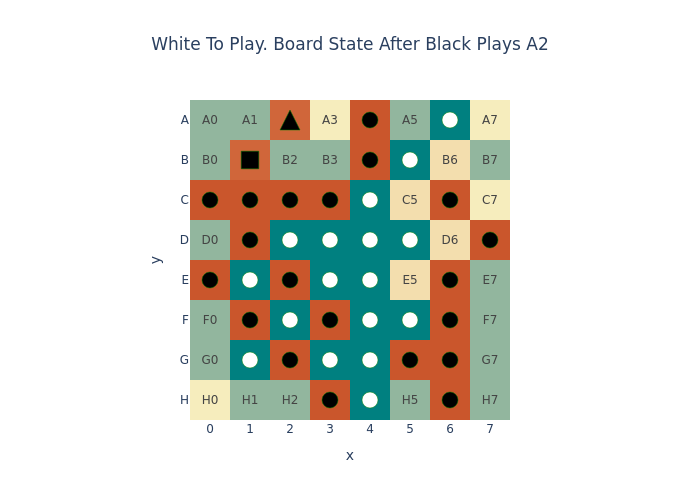 White To Play. Board State After Black Plays A2
A A0 A1 A3 A5 A7
B B0 B2 B3 B6 B7
C C5 C7
D D0 D6
E E5 E7
F F0 F7
G G0 G7
H H0 H1 H2 H5 H7
0 1 2 3 4 5 6 7
x
y